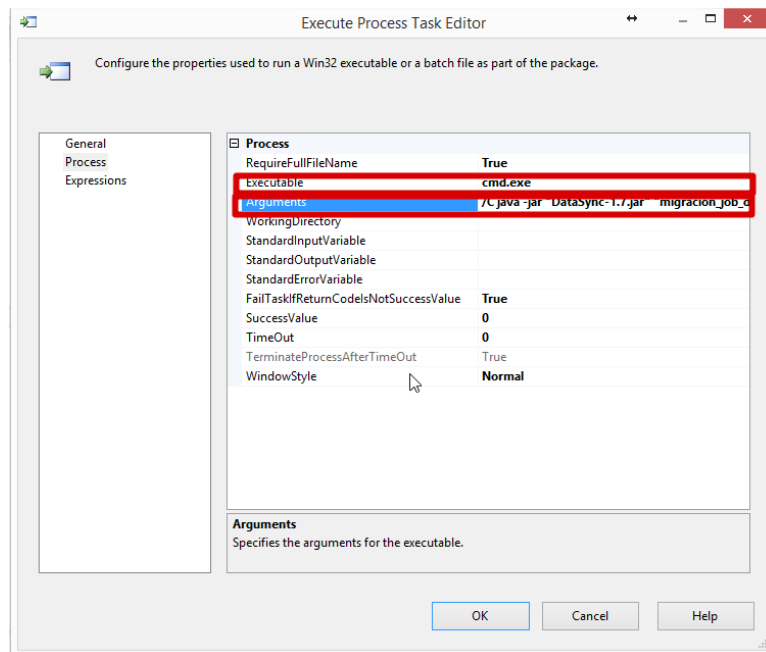 Execute Process Task Editor
Configure the properties used to run a Win32 executable or a batch file as part of the package.
General
Process
Expressions
Process
RequireFullFileName True
Executable cmd.exe
Arguments /C java -jar "DataSync-1.7.jar" "migracion_job_
WorkingDirectory
StandardInputVariable
StandardOutputVariable
StandardErrorVariable
FailTaskIfReturnCodeIsNotSuccessValue True
SuccessValue 0
TimeOut 0
TerminateProcessAfterTimeOut True
WindowStyle Normal
Arguments
Specifies the arguments for the executable.
OK Cancel Help